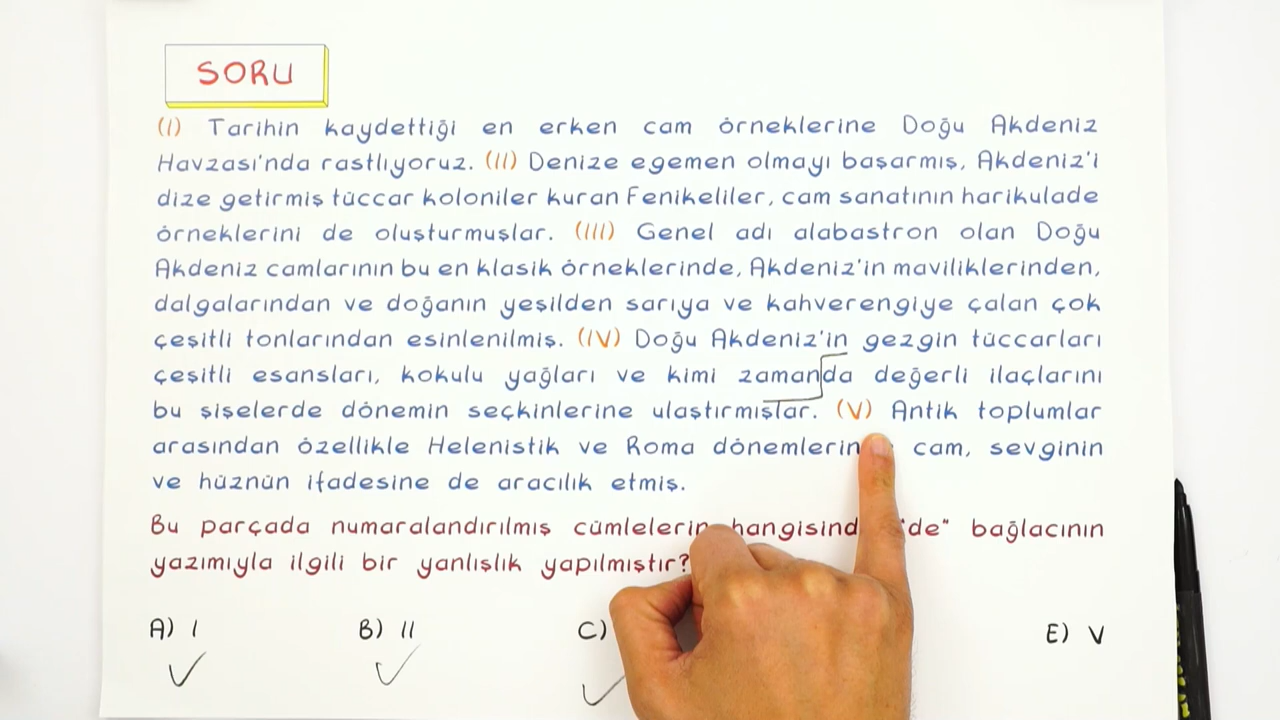 SORU
(I) Tarihin kaydettiği en erken cam örneklerine Doğu Akdeniz
Havzası'nda rastlıyoruz. (II) Denize egemen olmayı başarmış, Akdeniz'i
dize getirmiş tüccar koloniler kuran Fenikeliler, cam sanatının harikulade
örneklerini de oluşturmuşlar. (III) Genel adı alabastron olan Doğu
Akdeniz camlarının bu en klasik örneklerinde, Akdeniz'in maviliklerinden,
dalgalarından ve doğanın yeşilden sarıya ve kahverengiye çalan çok
çeşitli tonlarından esinlenilmiş. (IV) Doğu Akdeniz'in gezgin tüccarları
çeşitli esansları, kokulu yağları ve kimi zamanda değerli ilaçlarını
bu şişelerde dönemin seçkinlerine ulaştırmışlar. (V) Antik toplumlar
arasından özellikle Helenistik ve Roma cam, sevginin
ve hüznün ifadesine de aracılık etmiş.
Bu parçada numaralandırılmış cümlelerin "de" bağlacının
yazımıyla ilgili bir yanlışlık yapılmıştır?
A) I B) II C) E) V